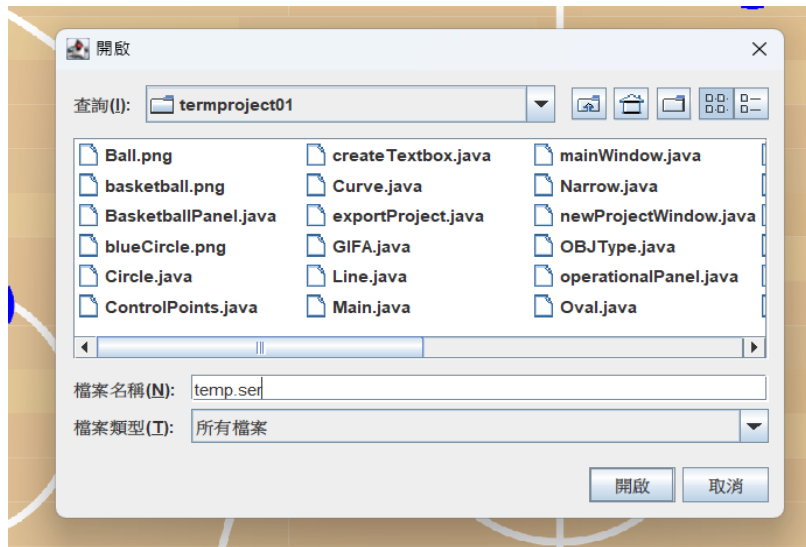 開啟
查詢(I): termproject01
Ball.png createTextbox.java mainWindow.java
basketball.png Curve.java Narrow.java
BasketballPanel.java exportProject.java newProjectWindow.java
blueCircle.png GIFA.java OBJType.java
Circle.java Line.java operationalPanel.java
ControlPoints.java Main.java Oval.java
檔案名稱(N): temp.ser
檔案類型(T): 所有檔案
開啟 取消